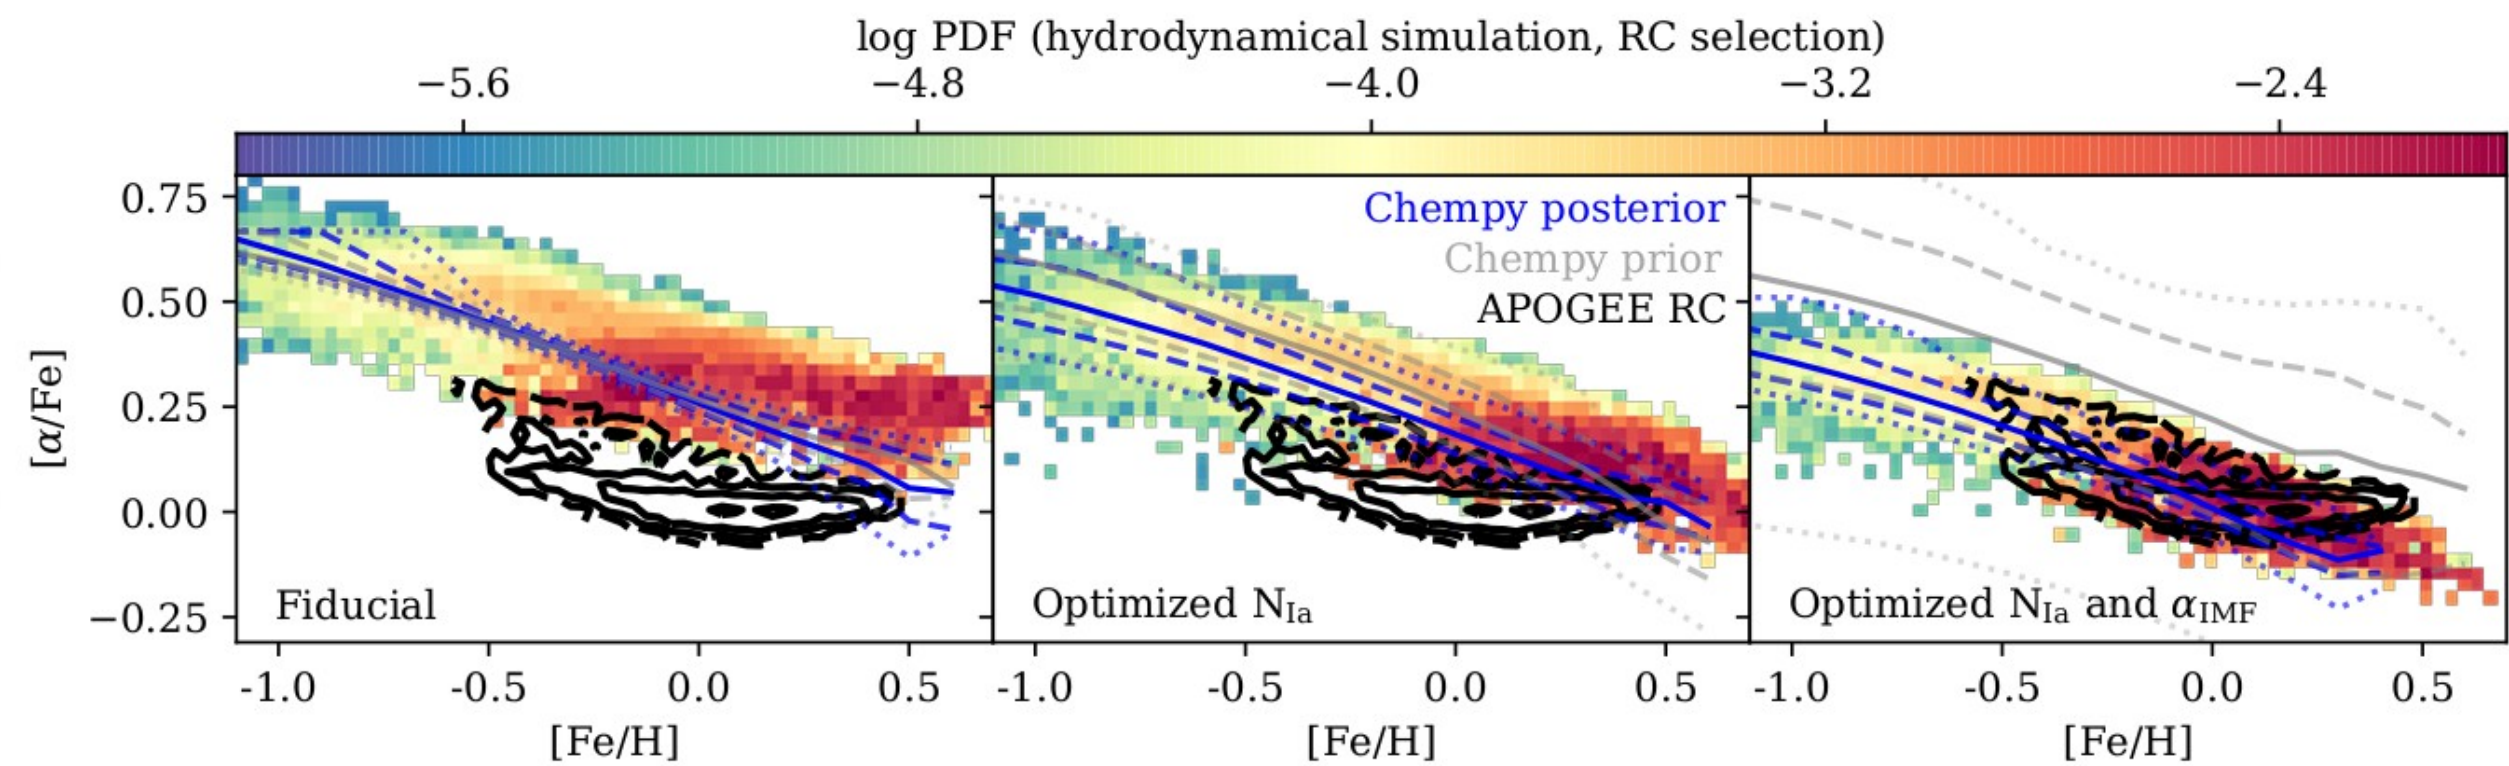 log PDF (hydrodynamical simulation, RC selection)
−5.6 −4.8 −4.0 −3.2 −2.4
0.75
0.50
0.25
0.00
−0.25
[α/Fe]
Chempy posterior
Chempy prior
APOGEE RC
Fiducial
Optimized N_Ia
Optimized N_Ia and α_IMF
-1.0 -0.5 0.0 0.5 -1.0 -0.5 0.0 0.5 -1.0 -0.5 0.0 0.5
[Fe/H] [Fe/H] [Fe/H]